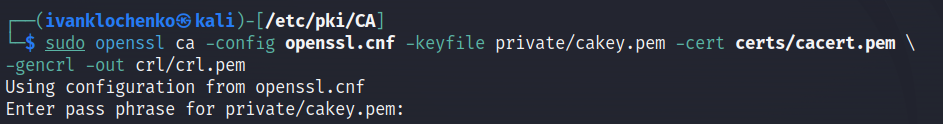 ┌──(ivanklochenko㉿kali)-[/etc/pki/CA]
└─$ sudo openssl ca -config openssl.cnf -keyfile private/cakey.pem -cert certs/cacert.pem \
-gencrl -out crl/crl.pem
Using configuration from openssl.cnf
Enter pass phrase for private/cakey.pem: